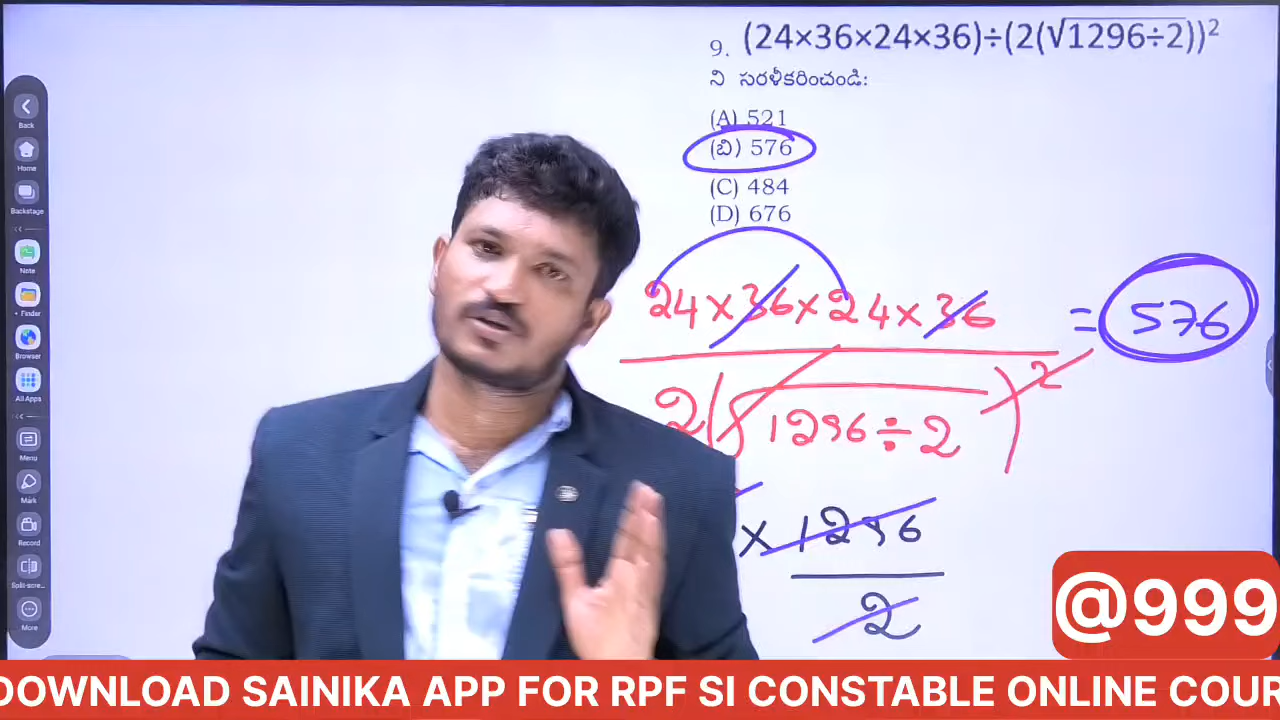 9. (24×36×24×36)÷(2(√1296÷2))²
ని సరళీకరించండి:
(A) 521
(బి) 576
(C) 484
(D) 676
24 × 36 × 24 × 36
= 576
2(√1296÷2)²
× 1296
2
Back
Home
Backstage
Note
Finder
Browser
All Apps
Menu
Mark
Record
Split-scre...
More
@999
DOWNLOAD SAINIKA APP FOR RPF SI CONSTABLE ONLINE COUR